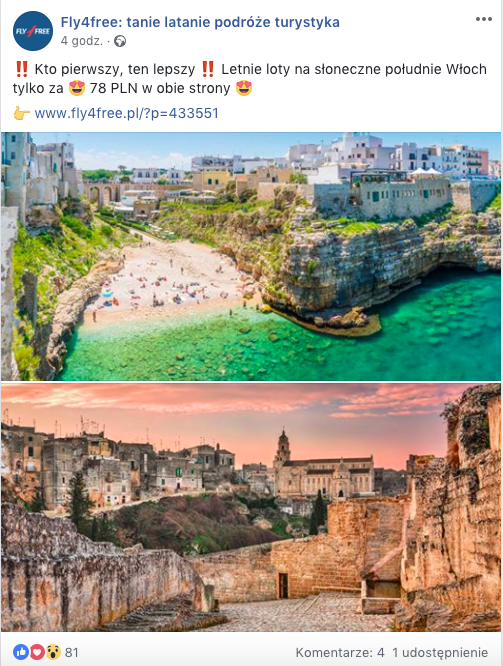 FLY4FREE
Fly4free: tanie latanie podróże turystyka
4 godz. ·
‼️ Kto pierwszy, ten lepszy ‼️ Letnie loty na słoneczne południe Włoch
tylko za 😍 78 PLN w obie strony 😍
👉 www.fly4free.pl/?p=433551
81
Komentarze: 4 1 udostępnienie